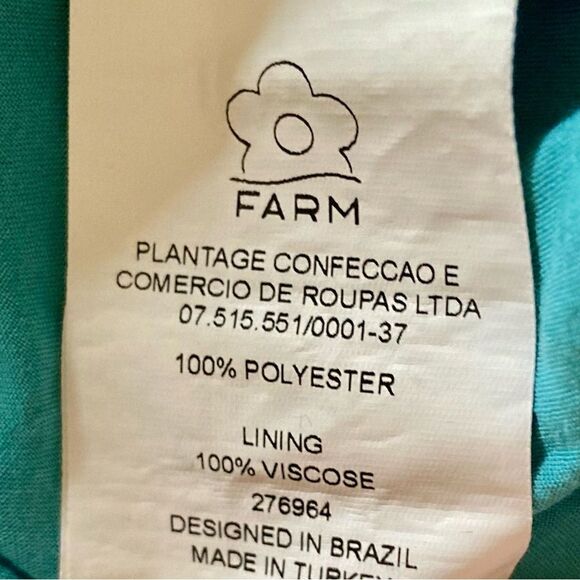 FARM
PLANTAGE CONFECCAO E
COMERCIO DE ROUPAS LTDA
07.515.551/0001-37
100% POLYESTER
LINING
100% VISCOSE
276964
DESIGNED IN BRAZIL
MADE IN TURKEY